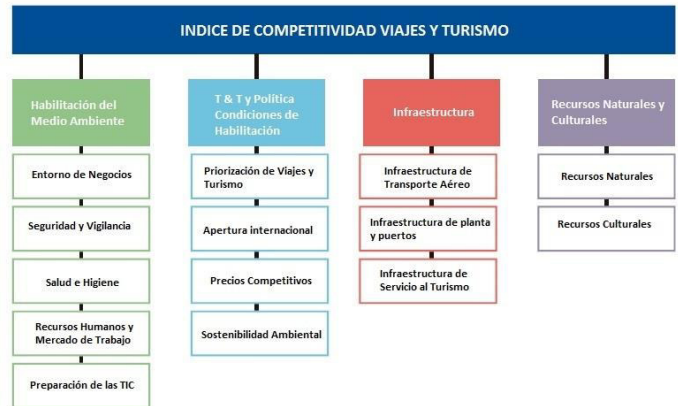 INDICE DE COMPETITIVIDAD VIAJES Y TURISMO
Habilitación del
Medio Ambiente
Entorno de Negocios
Seguridad y Vigilancia
Salud e Higiene
Recursos Humanos y
Mercado de Trabajo
Preparación de las TIC
T & T y Política
Condiciones de
Habilitación
Priorización de Viajes y
Turismo
Apertura internacional
Precios Competitivos
Sostenibilidad Ambiental
Infraestructura
Infraestructura de
Transporte Aéreo
Infraestructura de planta
y puertos
Infraestructura de
Servicio al Turismo
Recursos Naturales y
Culturales
Recursos Naturales
Recursos Culturales